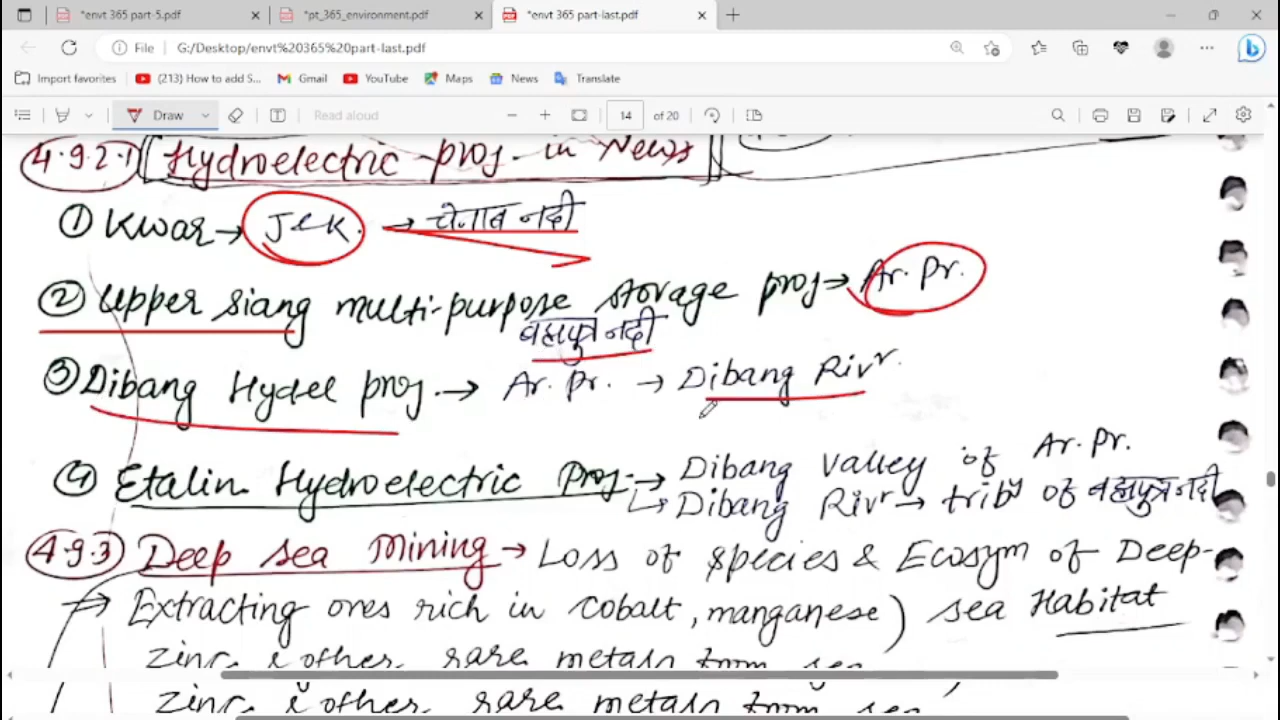 *envt 365 part-5.pdf
*pt_365_environment.pdf
*envt 365 part-last.pdf
File G:/Desktop/envt%20365%20part-last.pdf
Import favorites
(213) How to add S...
Gmail
YouTube
Maps
News
Translate
Draw
Read aloud
14 of 20
4.9.2.1 Hydroelectric proj. in News
① Kwar → J&K. → चेनाब नदी
② Upper siang multi-purpose storage proj → Ar. Pr.
ब्रह्मपुत्र नदी
③ Dibang Hydel proj. → Ar. Pr. → Dibang Rivr.
④ Etalin Hydroelectric Proj. → Dibang Valley of Ar. Pr.
↳ Dibang Rivr → triby of ब्रह्मपुत्र नदी
4.9.3 Deep sea Mining → Loss of species & Ecosym of Deep-
→ Extracting ores rich in cobalt, manganese) sea Habitat
zinc & other rare metals from sea
zinc & other rare metals from